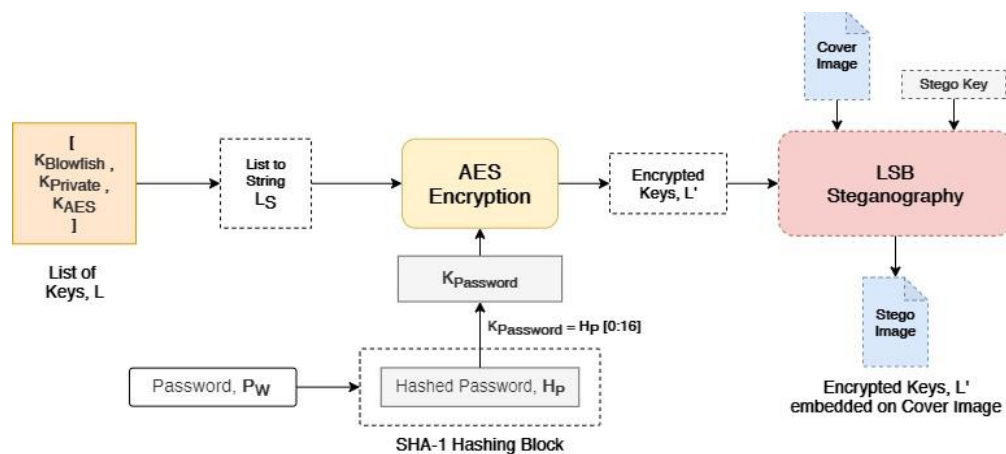 Cover
Image
Stego Key
[
KBlowfish ,
KPrivate ,
KAES
]
List to
String
LS
AES
Encryption
Encrypted
Keys, L'
LSB
Steganography
List of
Keys, L
KPassword
KPassword = HP [0:16]
Stego
Image
Password, PW
Hashed Password, HP
Encrypted Keys, L'
embedded on Cover Image
SHA-1 Hashing Block